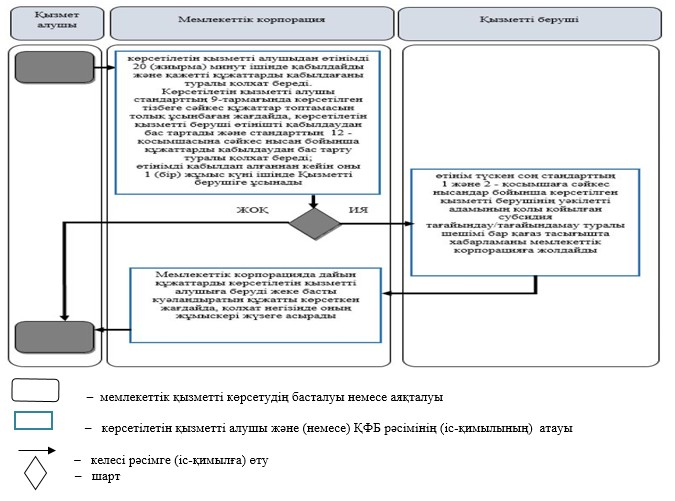 Қызмет
алушы
Мемлекеттік корпорация
Қызметті беруші
көрсетілетін қызметті алушыдан өтінімді
20 (жиырма) минут ішінде қабылдайды
және қажетті құжаттарды қабылдағаны
туралы қолхат береді.
Көрсетілетін қызметті алушы
стандарттың 9-тармағында көрсетілген
тізбеге сәйкес құжаттар топтамасын
толық ұсынбаған жағдайда, көрсетілетін
қызметті беруші өтінішті қабылдаудан
бас тартады және стандарттың 12 -
қосымшасына сәйкес нысан бойынша
құжаттарды қабылдаудан бас тарту
туралы қолхат береді;
өтінімді қабылдап алғаннан кейін оны
1 (бір) жұмыс күні ішінде Қызметті
берушіге ұсынады
ЖОҚ
ИЯ
өтінім түскен соң стандарттың
1 және 2 - қосымшаға сәйкес
нысандар бойынша көрсетілген
қызметті берушінің уәкілетті
адамының қолы қойылған
субсидия
тағайындау/тағайындамау туралы
шешімі бар қағаз тасығышта
хабарламаны мемлекеттік
корпорацияға жолдайды
Мемлекеттік корпорацияда дайын
құжаттарды көрсетілетін қызметті
алушыға беруді жеке басты
куәландыратын құжатты көрсеткен
жағдайда, қолхат негізінде оның
жұмыскері жүзеге асырады
– мемлекеттік қызметті көрсетудің басталуы немесе аяқталуы
– көрсетілетін қызметті алушы және (немесе) ҚФБ рәсімінің (іс-қимылының) атауы
– келесі рәсімге (іс-қимылға) өту
– шарт